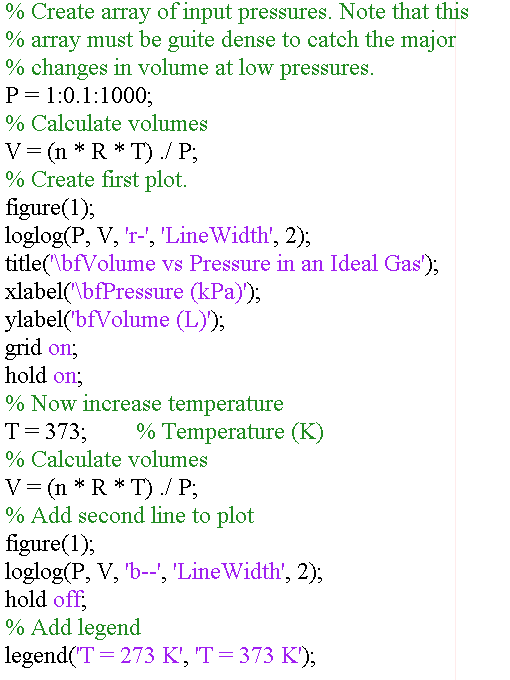 % Create array of input pressures. Note that this
% array must be guite dense to catch the major
% changes in volume at low pressures.
P = 1:0.1:1000;
% Calculate volumes
V = (n * R * T) ./ P;
% Create first plot.
figure(1);
loglog(P, V, 'r-', 'LineWidth', 2);
title('\bfVolume vs Pressure in an Ideal Gas');
xlabel('\bfPressure (kPa)');
ylabel('bfVolume (L)');
grid on;
hold on;
% Now increase temperature
T = 373; % Temperature (K)
% Calculate volumes
V = (n * R * T) ./ P;
% Add second line to plot
figure(1);
loglog(P, V, 'b--', 'LineWidth', 2);
hold off;
% Add legend
legend('T = 273 K', 'T = 373 K');